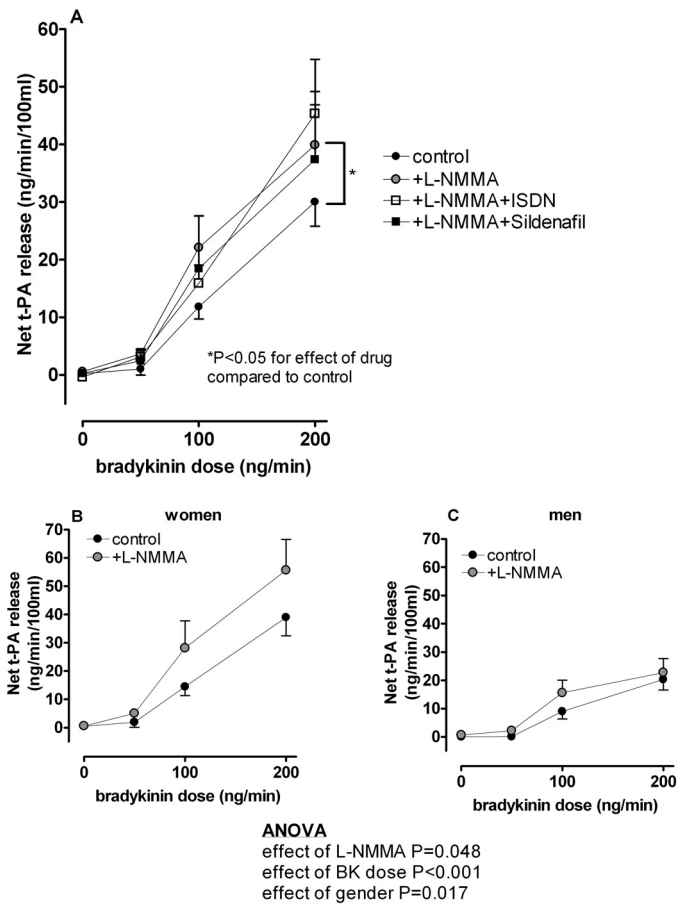 A
Net t-PA release (ng/min/100ml)
60
50
40
30
20
10
0
*
control
+L-NMMA
+L-NMMA+ISDN
+L-NMMA+Sildenafil
*P<0.05 for effect of drug
compared to control
0 100 200
bradykinin dose (ng/min)
B women
control
+L-NMMA
Net t-PA release
(ng/min/100ml)
70
60
50
40
30
20
10
0
0 100 200
bradykinin dose (ng/min)
C men
control
+L-NMMA
Net t-PA release
(ng/min/100ml)
70
60
50
40
30
20
10
0
0 100 200
bradykinin dose (ng/min)
ANOVA
effect of L-NMMA P=0.048
effect of BK dose P<0.001
effect of gender P=0.017